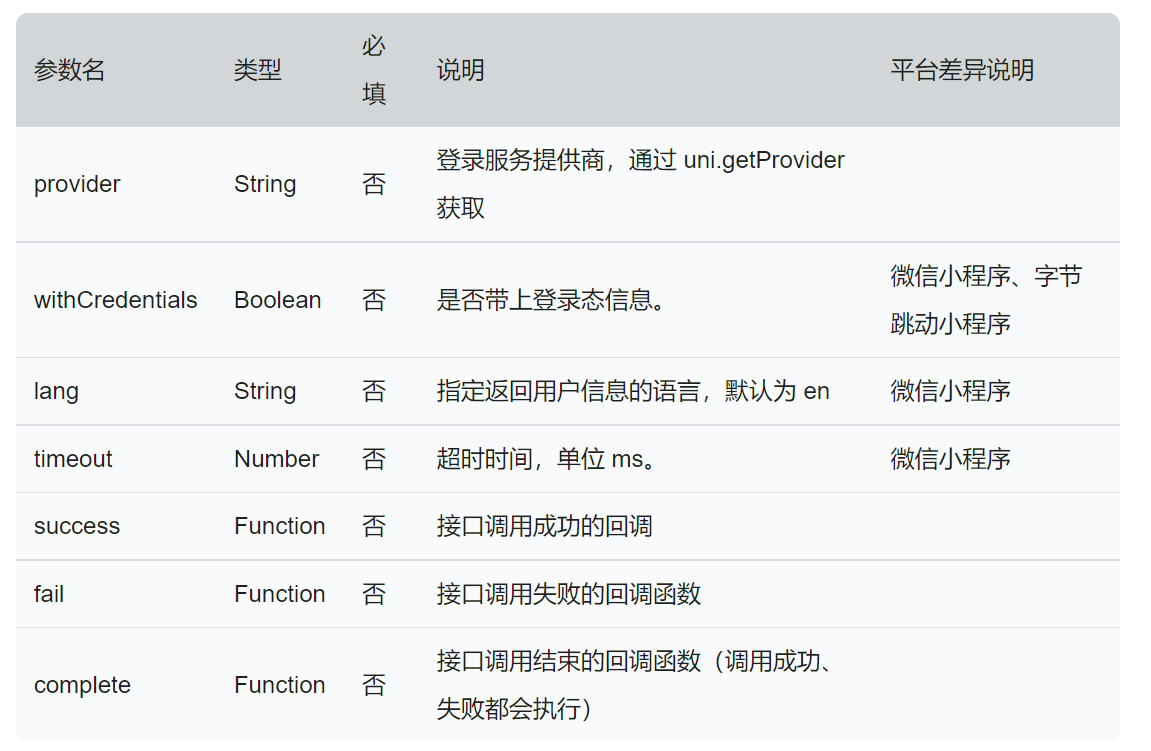 参数名 类型 必填 说明 平台差异说明
provider String 否 登录服务提供商，通过 uni.getProvider
获取
withCredentials Boolean 否 是否带上登录态信息。 微信小程序、字节
跳动小程序
lang String 否 指定返回用户信息的语言，默认为 en 微信小程序
timeout Number 否 超时时间，单位 ms。 微信小程序
success Function 否 接口调用成功的回调
fail Function 否 接口调用失败的回调函数
complete Function 否 接口调用结束的回调函数（调用成功、
失败都会执行）